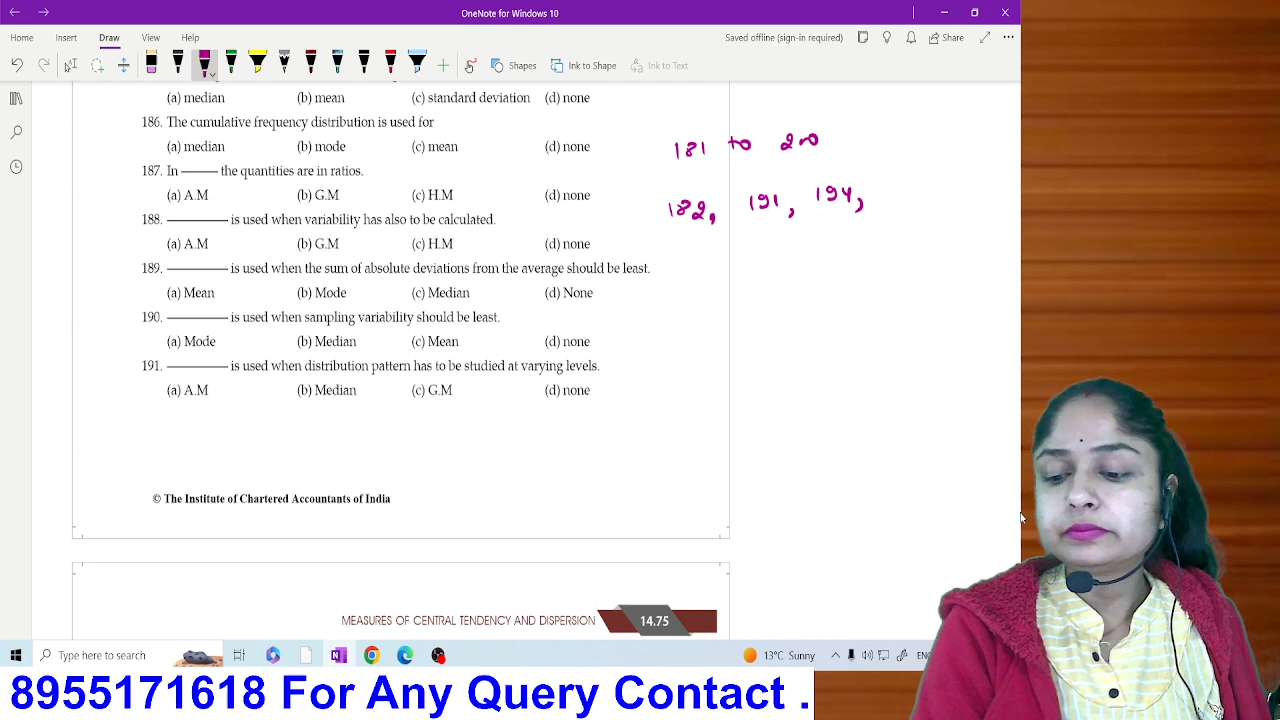 OneNote for Windows 10
Home Insert Draw View Help Saved offline (sign-in required) Share
Shapes Ink to Shape Ink to Text
(a) median (b) mean (c) standard deviation (d) none
186. The cumulative frequency distribution is used for
(a) median (b) mode (c) mean (d) none
181 to 200
187. In ——— the quantities are in ratios.
(a) A.M (b) G.M (c) H.M (d) none
182, 191, 194,
188. ———— is used when variability has also to be calculated.
(a) A.M (b) G.M (c) H.M (d) none
189. ———— is used when the sum of absolute deviations from the average should be least.
(a) Mean (b) Mode (c) Median (d) None
190. ———— is used when sampling variability should be least.
(a) Mode (b) Median (c) Mean (d) none
191. ———— is used when distribution pattern has to be studied at varying levels.
(a) A.M (b) Median (c) G.M (d) none
© The Institute of Chartered Accountants of India
MEASURES OF CENTRAL TENDENCY AND DISPERSION 14.75
Type here to search 13°C Sunny ENG
8955171618 For Any Query Contact .